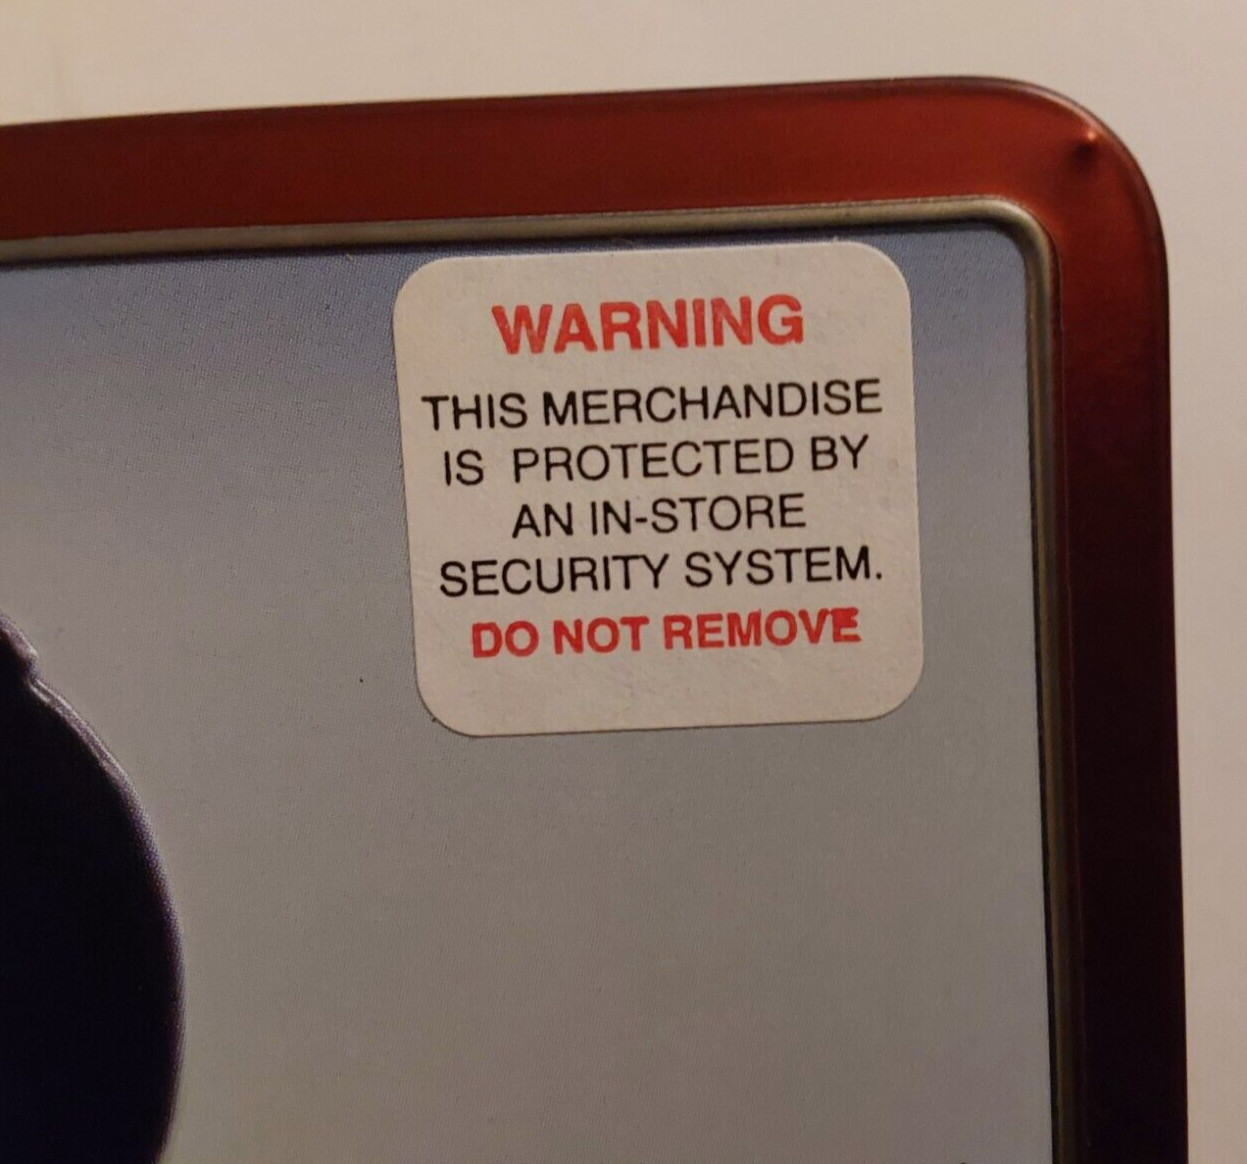 WARNING
THIS MERCHANDISE
IS PROTECTED BY
AN IN-STORE
SECURITY SYSTEM.
DO NOT REMOVE